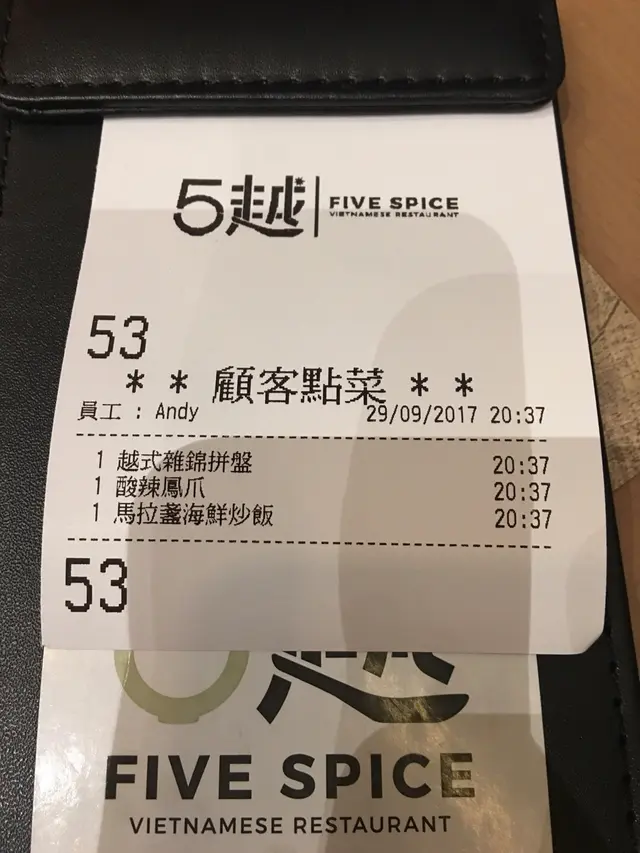 5越 FIVE SPICE
VIETNAMESE RESTAURANT
53
* * 顧客點菜 * *
員工 : Andy 29/09/2017 20:37
1 越式雜錦拼盤 20:37
1 酸辣鳳爪 20:37
1 馬拉盞海鮮炒飯 20:37
53
FIVE SPICE
VIETNAMESE RESTAURANT